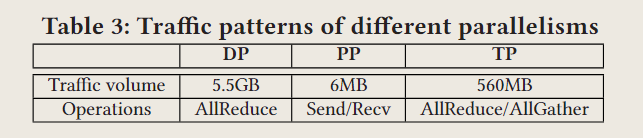 Table 3: Traffic patterns of different parallelisms
DP PP TP
Traffic volume 5.5GB 6MB 560MB
Operations AllReduce Send/Recv AllReduce/AllGather